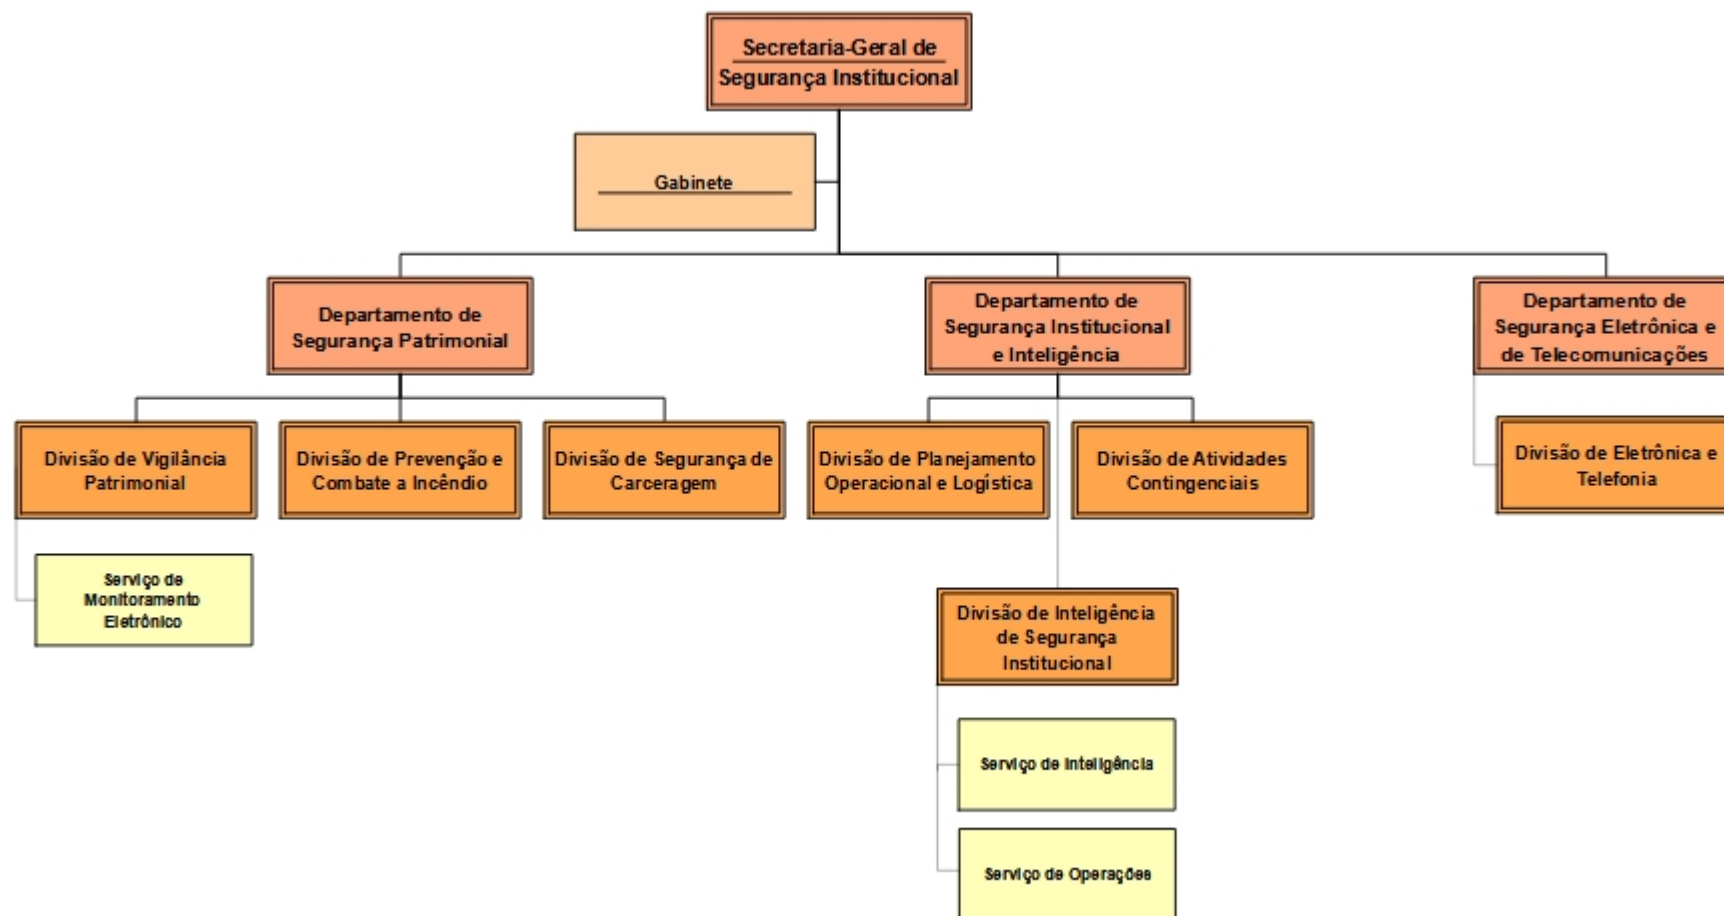 Secretaria-Geral de
Segurança Institucional
Gabinete
Departamento de
Segurança Patrimonial
Departamento de
Segurança Institucional
e Inteligência
Departamento de
Segurança Eletrônica e
de Telecomunicações
Divisão de Vigilância
Patrimonial
Divisão de Prevenção e
Combate a Incêndio
Divisão de Segurança de
Carceragem
Divisão de Planejamento
Operacional e Logística
Divisão de Atividades
Contingenciais
Divisão de Eletrônica e
Telefonia
Serviço de
Monitoramento
Eletrônico
Divisão de Inteligência
de Segurança
Institucional
Serviço de Inteligência
Serviço de Operações